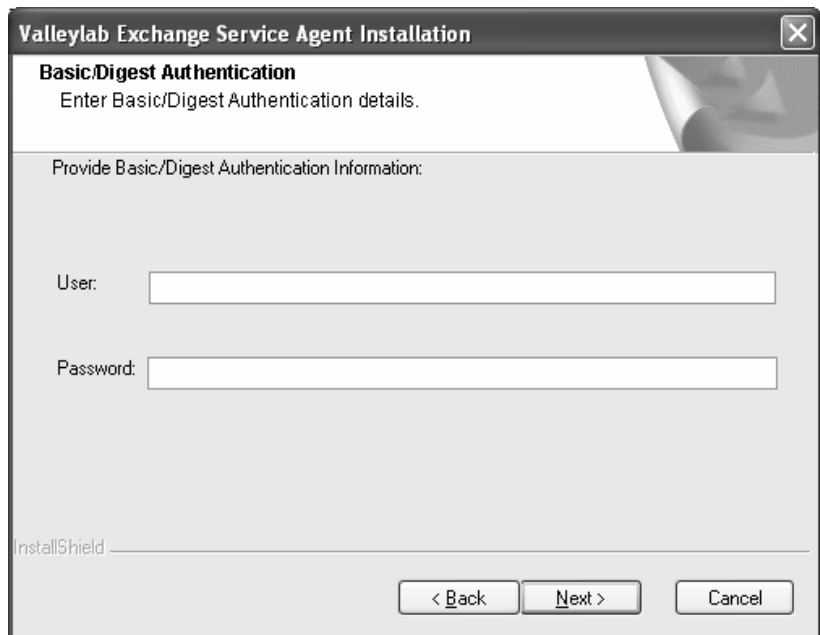 Valleylab Exchange Service Agent Installation
Basic/Digest Authentication
Enter Basic/Digest Authentication details.
Provide Basic/Digest Authentication Information:
User:
Password:
InstallShield
< Back
Next >
Cancel